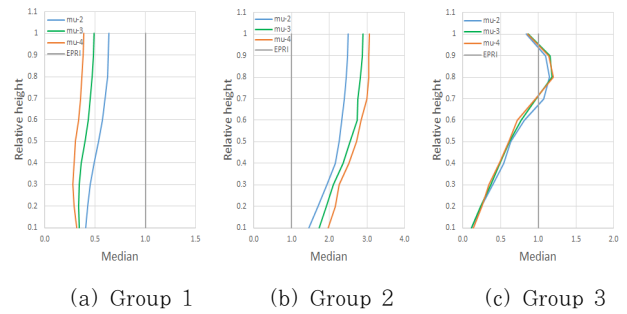 mu-2
mu-3
mu-4
EPRI
Relative height
1.1
1
0.9
0.8
0.7
0.6
0.5
0.4
0.3
0.2
0.1
0.0 0.5 1.0 1.5
Median
(a) Group 1
mu-2
mu-3
mu-4
EPRI
Relative height
1.1
1
0.9
0.8
0.7
0.6
0.5
0.4
0.3
0.2
0.1
0.0 1.0 2.0 3.0 4.0
Median
(b) Group 2
mu-2
mu-3
mu-4
EPRI
Relative height
1.1
1
0.9
0.8
0.7
0.6
0.5
0.4
0.3
0.2
0.1
0.0 0.5 1.0 1.5 2.0
Median
(c) Group 3